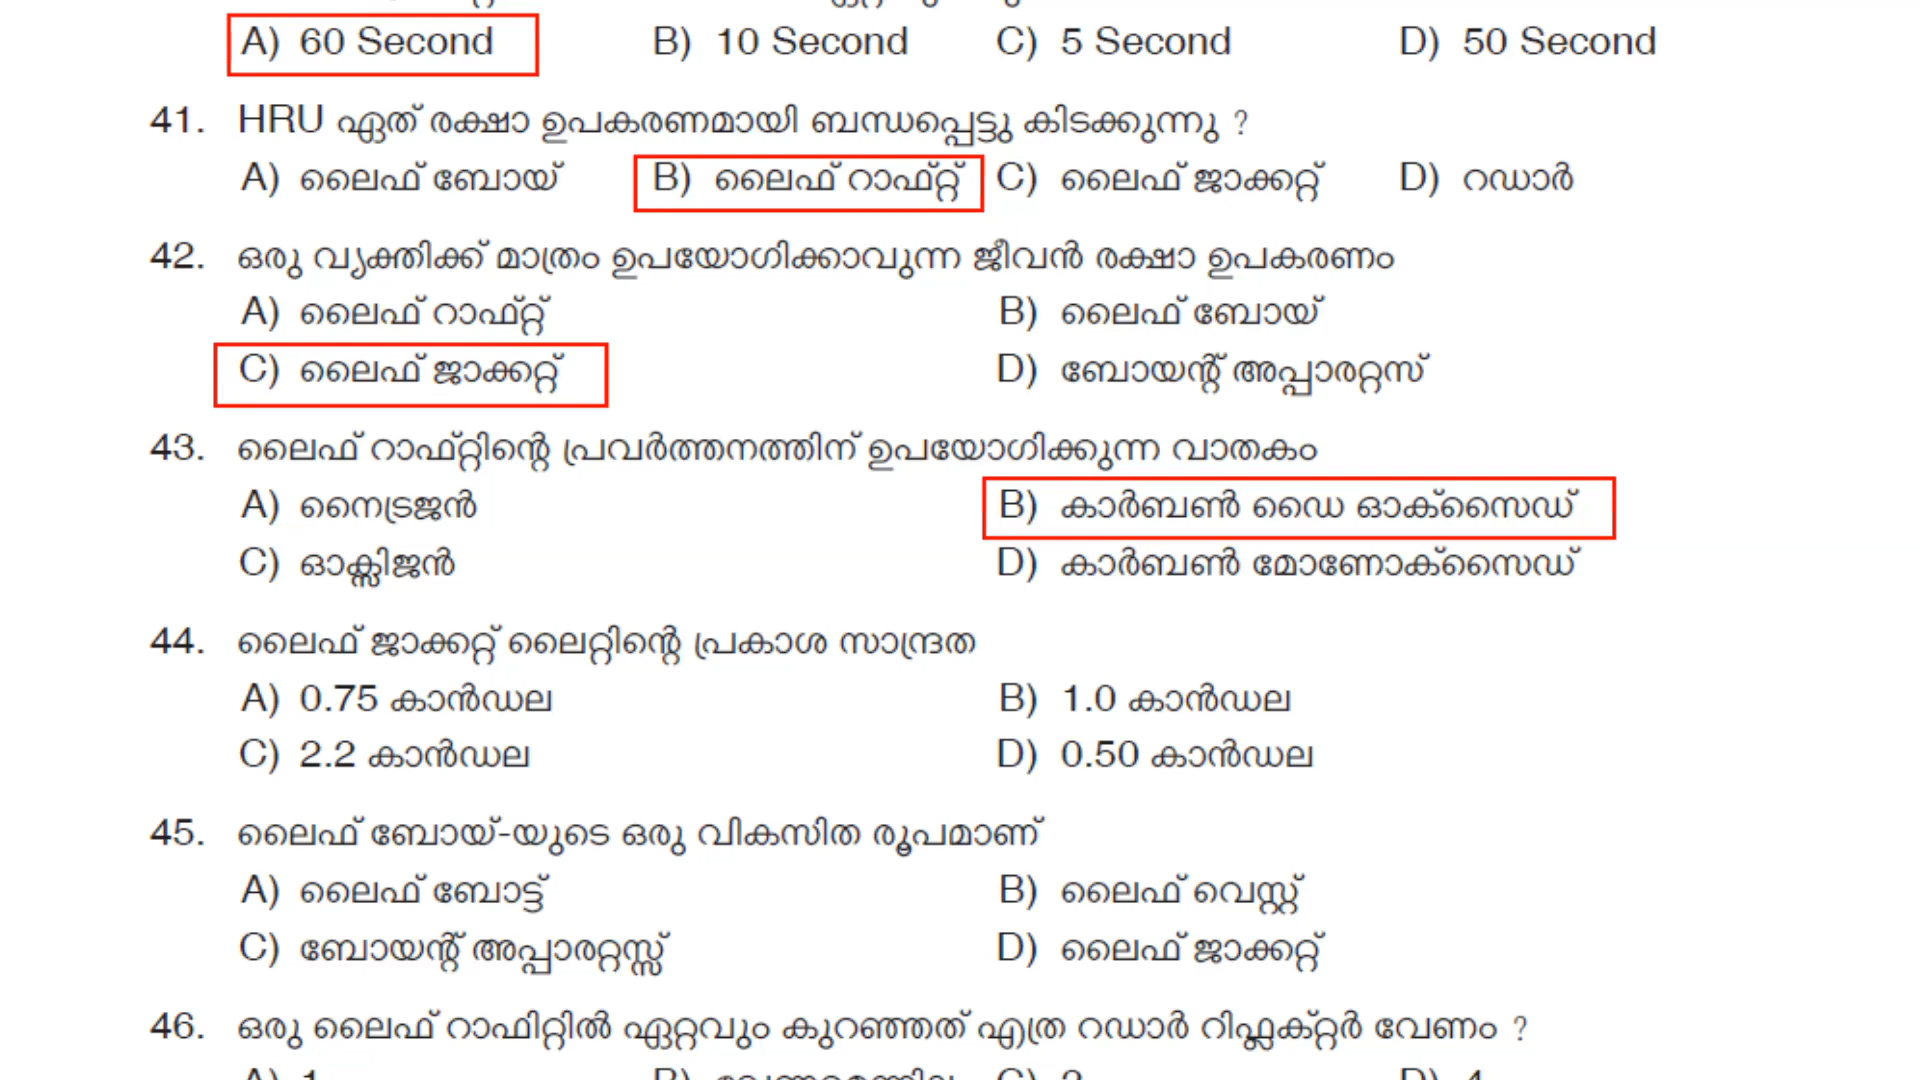 A) 60 Second B) 10 Second C) 5 Second D) 50 Second
41. HRU ഏത് രക്ഷാ ഉപകരണമായി ബന്ധപ്പെട്ടു കിടക്കുന്നു ?
A) ലൈഫ് ബോയ് B) ലൈഫ് റാഫ്റ്റ് C) ലൈഫ് ജാക്കറ്റ് D) റഡാർ
42. ഒരു വ്യക്തിക്ക് മാത്രം ഉപയോഗിക്കാവുന്ന ജീവൻ രക്ഷാ ഉപകരണം
A) ലൈഫ് റാഫ്റ്റ് B) ലൈഫ് ബോയ്
C) ലൈഫ് ജാക്കറ്റ് D) ബോയന്റ് അപ്പാരറ്റസ്
43. ലൈഫ് റാഫ്റ്റിന്റെ പ്രവർത്തനത്തിന് ഉപയോഗിക്കുന്ന വാതകം
A) നൈട്രജൻ B) കാർബൺ ഡൈ ഓക്സൈഡ്
C) ഓക്സിജൻ D) കാർബൺ മോണോക്സൈഡ്
44. ലൈഫ് ജാക്കറ്റ് ലൈറ്റിന്റെ പ്രകാശ സാന്ദ്രത
A) 0.75 കാൻഡല B) 1.0 കാൻഡല
C) 2.2 കാൻഡല D) 0.50 കാൻഡല
45. ലൈഫ് ബോയ്-യുടെ ഒരു വികസിത രൂപമാണ്
A) ലൈഫ് ബോട്ട് B) ലൈഫ് വെസ്റ്റ്
C) ബോയന്റ് അപ്പാരറ്റസ്സ് D) ലൈഫ് ജാക്കറ്റ്
46. ഒരു ലൈഫ് റാഫിറ്റിൽ ഏറ്റവും കുറഞ്ഞത് എത്ര റഡാർ റിഫ്ലക്റ്റർ വേണം ?